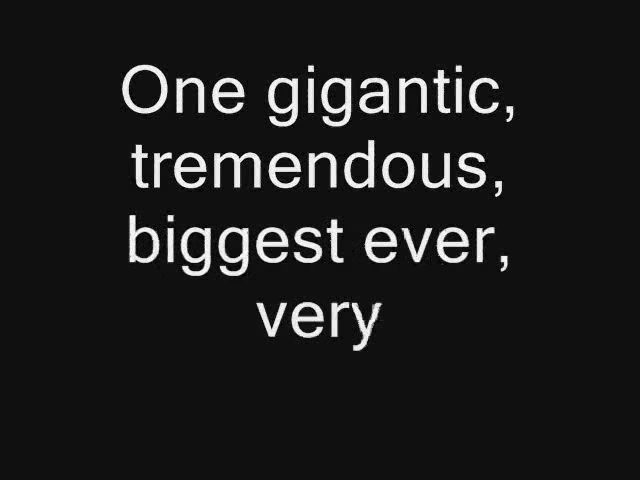 One gigantic,
tremendous,
biggest ever,
very